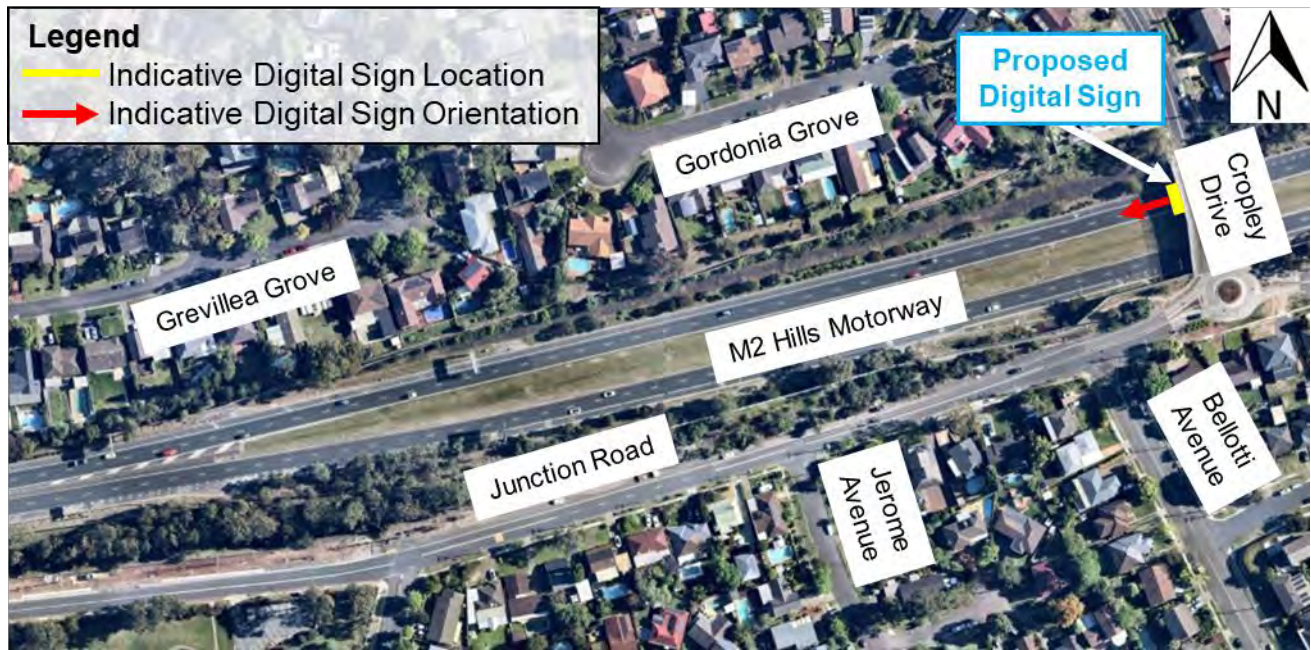 Legend
Indicative Digital Sign Location
Indicative Digital Sign Orientation
Proposed
Digital Sign
N
Gordonia Grove
Cropley
Drive
Grevillea Grove
M2 Hills Motorway
Junction Road
Jerome
Avenue
Bellotti
Avenue